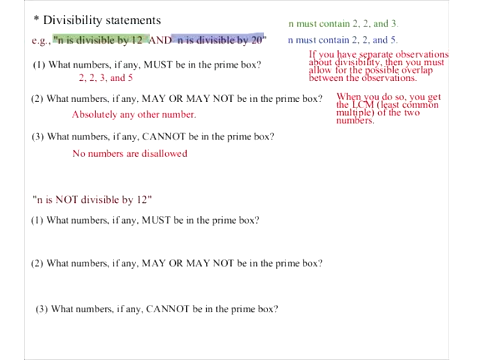 * Divisibility statements
n must contain 2, 2, and 3.
e.g., "n is divisible by 12 AND n is divisible by 20"
n must contain 2, 2, and 5.
If you have separate observations
about divisibility, then you must
allow for the possible overlap
between the observations.
(1) What numbers, if any, MUST be in the prime box?
2, 2, 3, and 5
When you do so, you get
the LCM (least common
multiple) of the two
numbers.
(2) What numbers, if any, MAY OR MAY NOT be in the prime box?
Absolutely any other number.
(3) What numbers, if any, CANNOT be in the prime box?
No numbers are disallowed
"n is NOT divisible by 12"
(1) What numbers, if any, MUST be in the prime box?
(2) What numbers, if any, MAY OR MAY NOT be in the prime box?
(3) What numbers, if any, CANNOT be in the prime box?